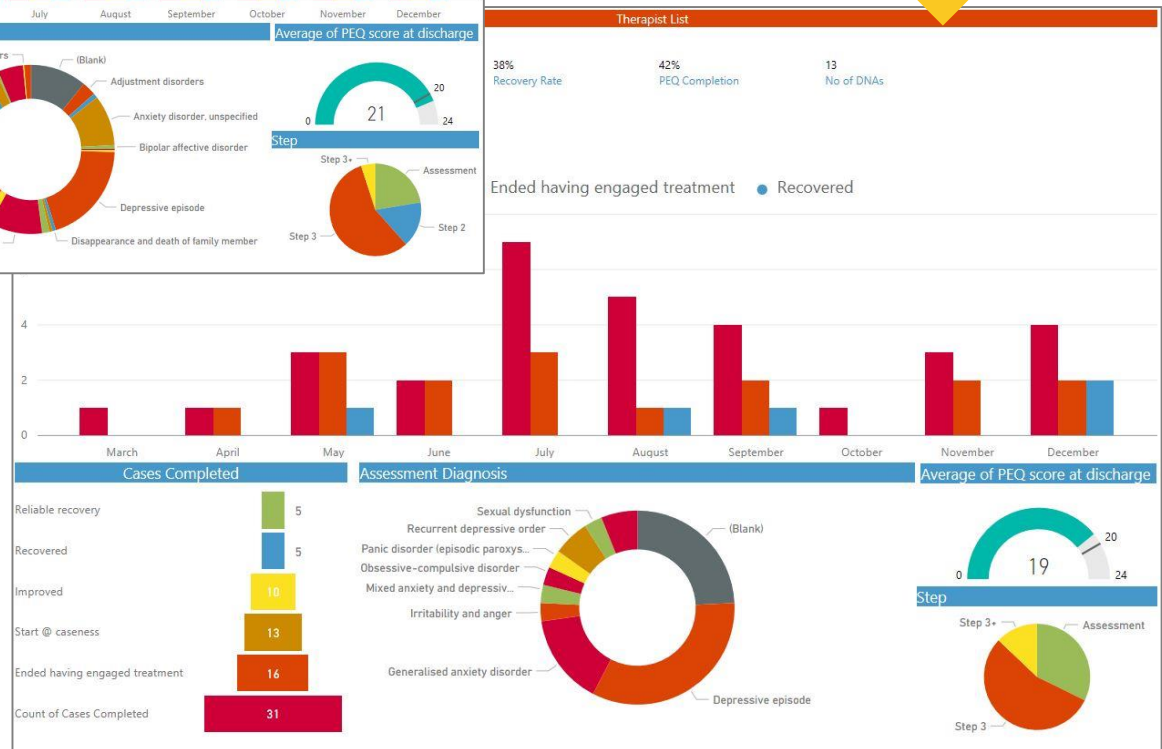 July August September October November December
Average of PEQ score at discharge
rs
(Blank)
Adjustment disorders
Anxiety disorder, unspecified
Bipolar affective disorder
Depressive episode
Disappearance and death of family member
20
21
0
24
Step
Step 3+
Assessment
Step 2
Step 3
Therapist List
38%
Recovery Rate
42%
PEQ Completion
13
No of DNAs
Ended having engaged treatment
Recovered
4
2
0
March April May June July August September October November December
Cases Completed
Reliable recovery 5
Recovered 5
Improved 10
Start @ caseness 13
Ended having engaged treatment 16
Count of Cases Completed 31
Assessment Diagnosis
Sexual dysfunction
Recurrent depressive order
Panic disorder (episodic paroxys...
Obsessive-compulsive disorder
Mixed anxiety and depressiv...
Irritability and anger
Generalised anxiety disorder
(Blank)
Depressive episode
Average of PEQ score at discharge
20
19
0
24
Step
Step 3+
Assessment
Step 3